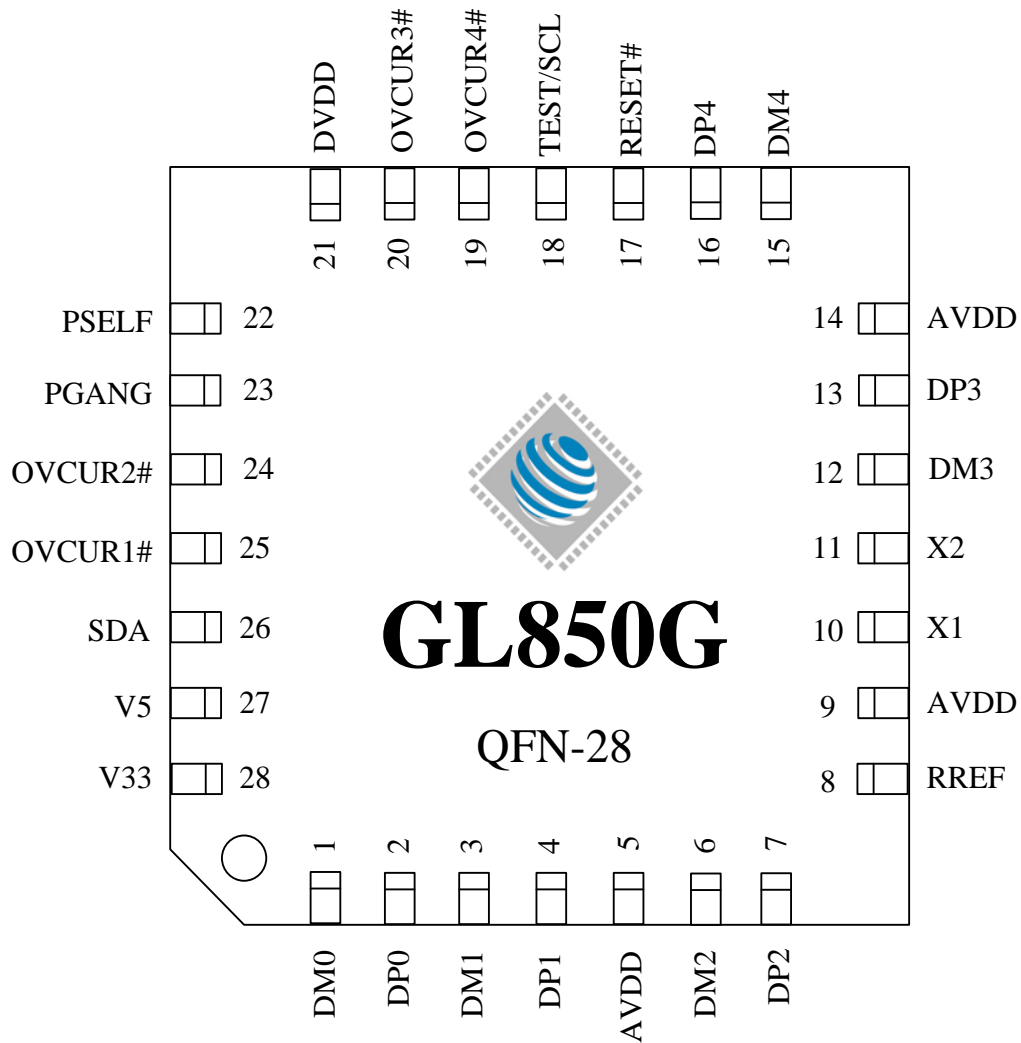 DVDD
OVCUR3#
OVCUR4#
TEST/SCL
RESET#
DP4
DM4
21
20
19
18
17
16
15
PSELF 22
14 AVDD
PGANG 23
13 DP3
OVCUR2# 24
12 DM3
OVCUR1# 25
11 X2
SDA 26
10 X1
V5 27
9 AVDD
V33 28
8 RREF
GL850G
QFN-28
1
2
3
4
5
6
7
DM0
DP0
DM1
DP1
AVDD
DM2
DP2